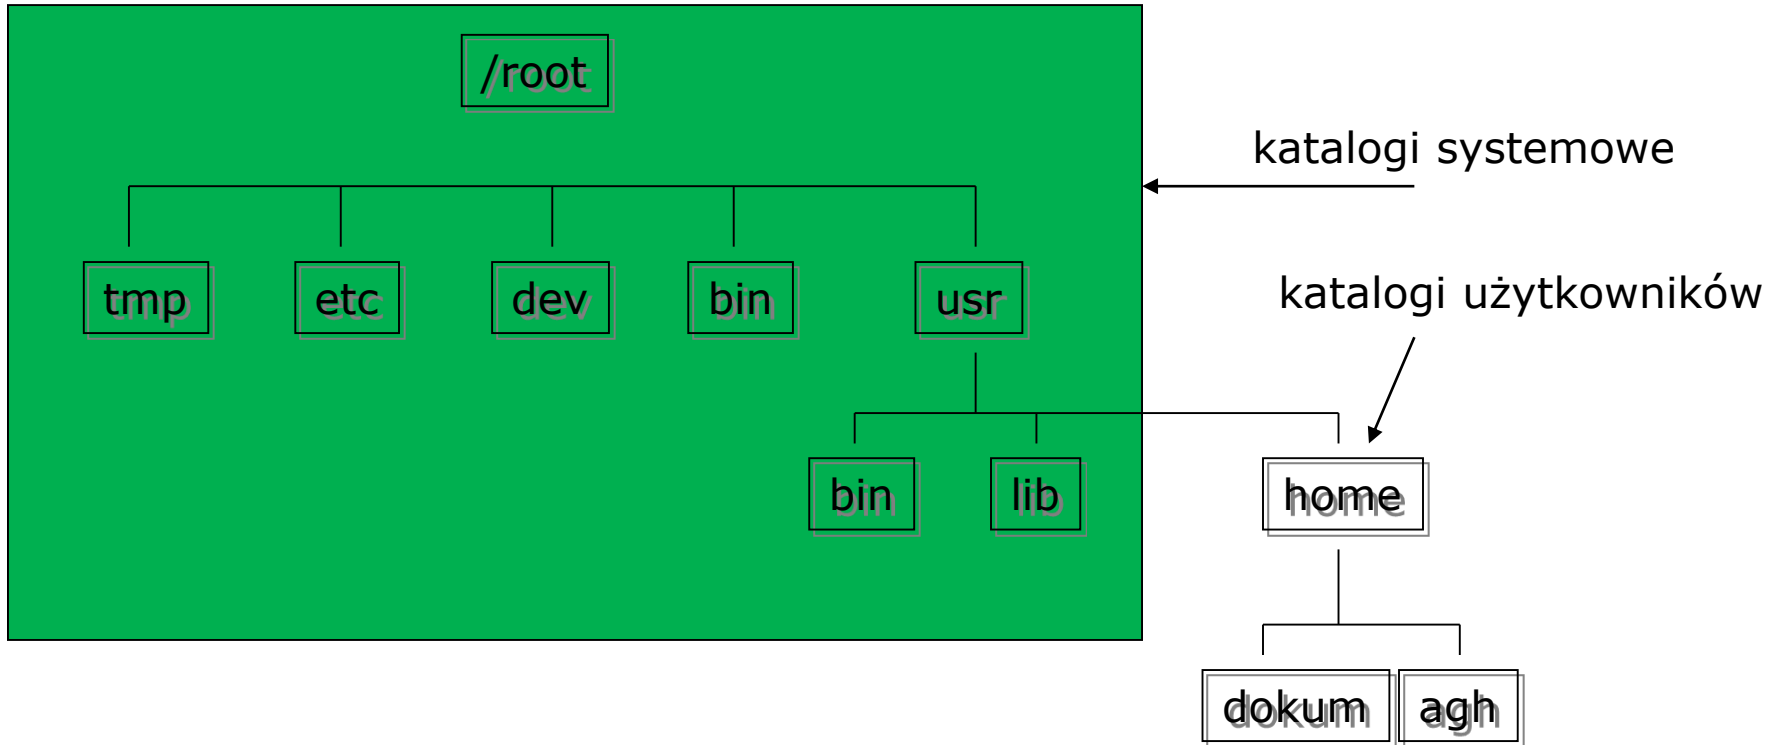 /root
katalogi systemowe
tmp
etc
dev
bin
usr
katalogi użytkowników
bin
lib
home
dokum
agh